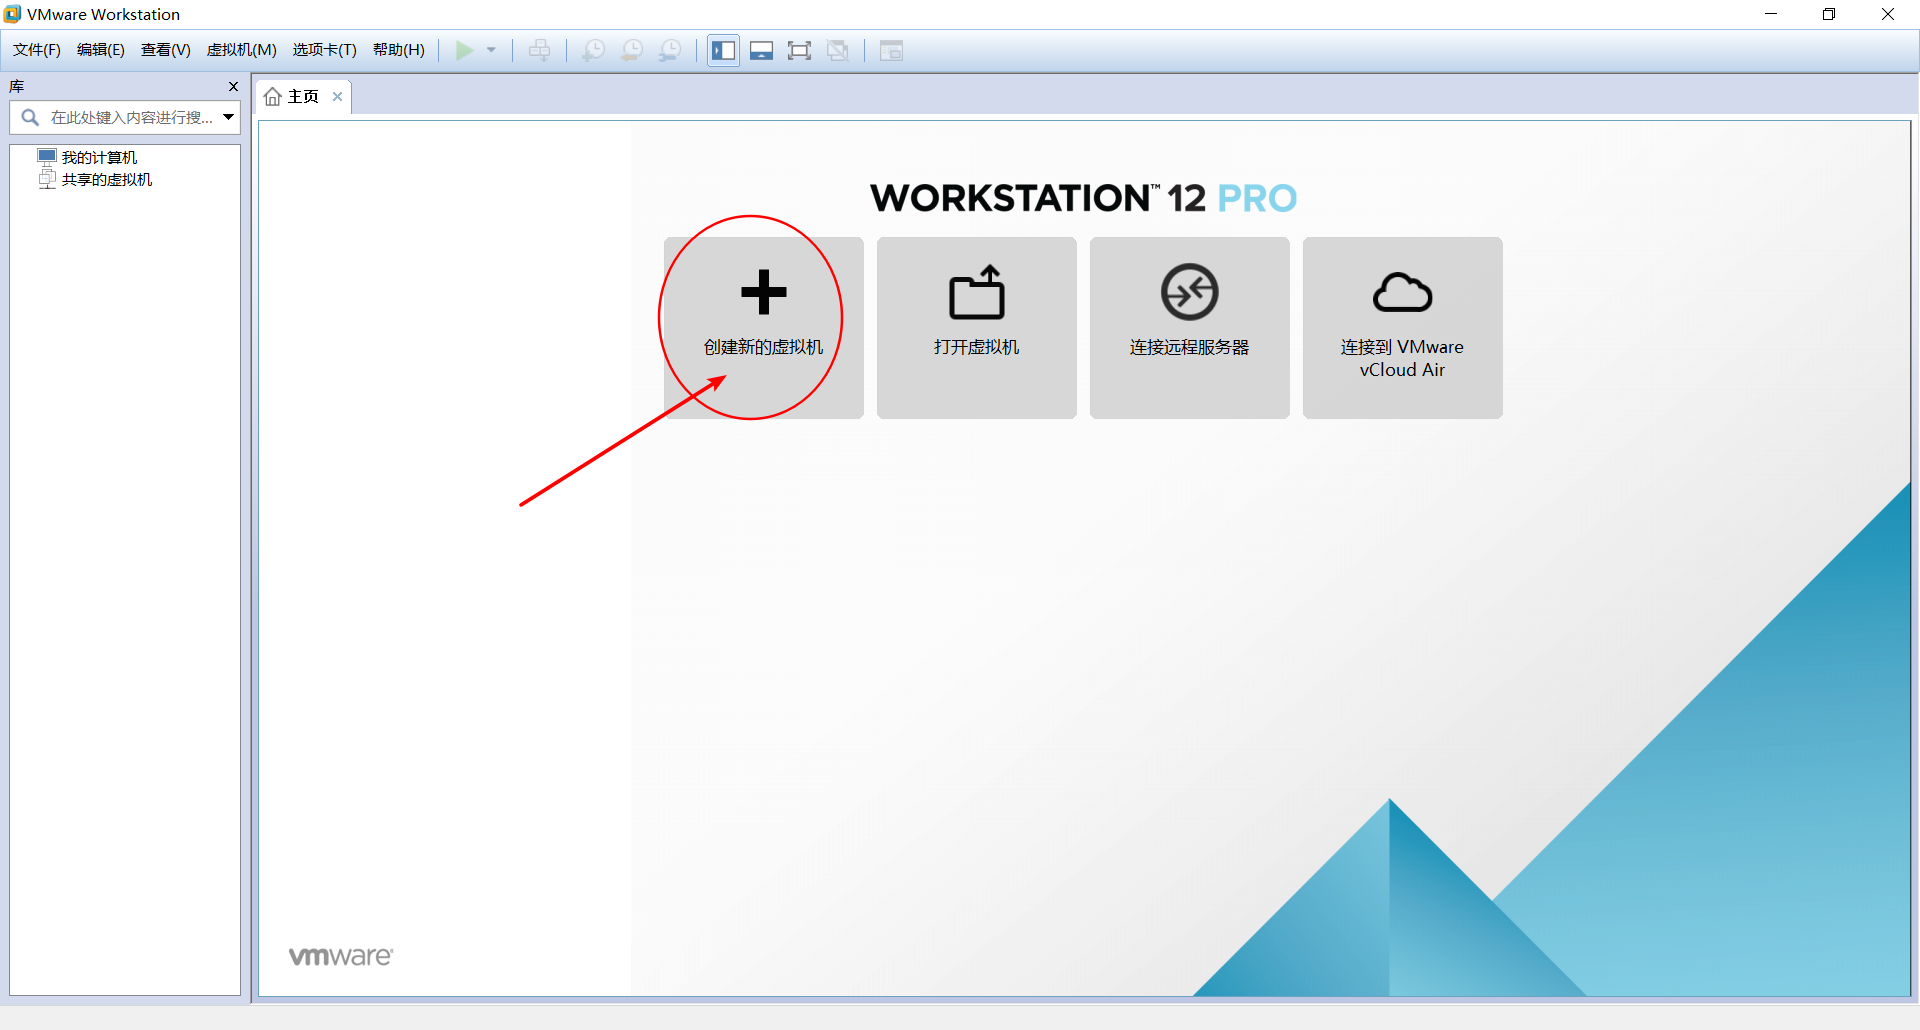 VMware Workstation
文件(F) 编辑(E) 查看(V) 虚拟机(M) 选项卡(T) 帮助(H)
库
主页
在此处键入内容进行搜...
我的计算机
共享的虚拟机
WORKSTATION™ 12 PRO
创建新的虚拟机
打开虚拟机
连接远程服务器
连接到 VMware
vCloud Air
vmware®